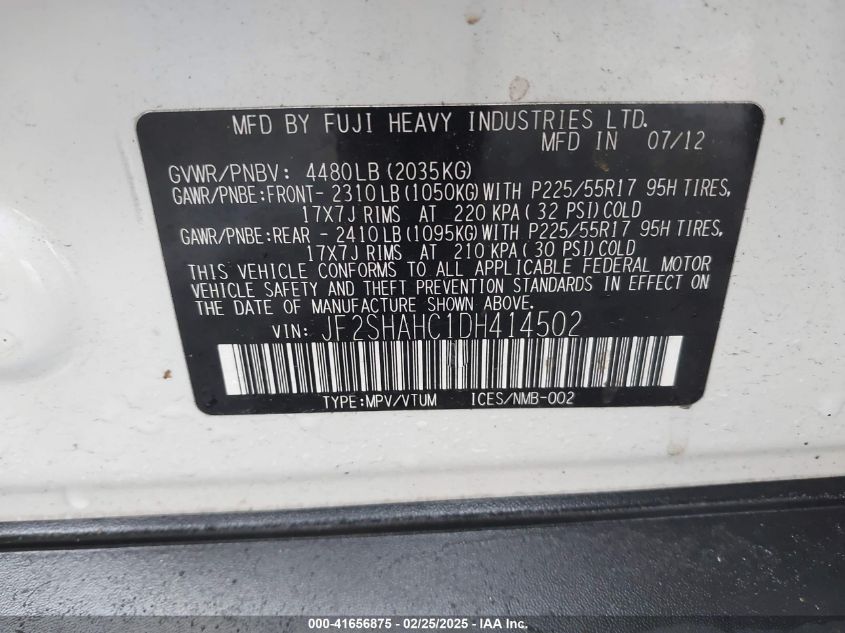 MFD BY FUJI HEAVY INDUSTRIES LTD.
MFD IN 07/12
GVWR/PNBV: 4480LB(2035KG)
GAWR/PNBE:FRONT- 2310LB(1050KG)WITH P225/55R17 95H TIRES,
17X7J RIMS AT 220 KPA(32 PSI)COLD
GAWR/PNBE:REAR - 2410LB(1095KG)WITH P225/55R17 95H TIRES,
17X7J RIMS AT 210 KPA(30 PSI)COLD
THIS VEHICLE CONFORMS TO ALL APPLICABLE FEDERAL MOTOR
VEHICLE SAFETY AND THEFT PREVENTION STANDARDS IN EFFECT ON
THE DATE OF MANUFACTURE SHOWN ABOVE.
VIN: JF2SHAHC1DH414502
TYPE:MPV/VTUM ICES/NMB-002
000-41656875 - 02/25/2025 - IAAI.COM